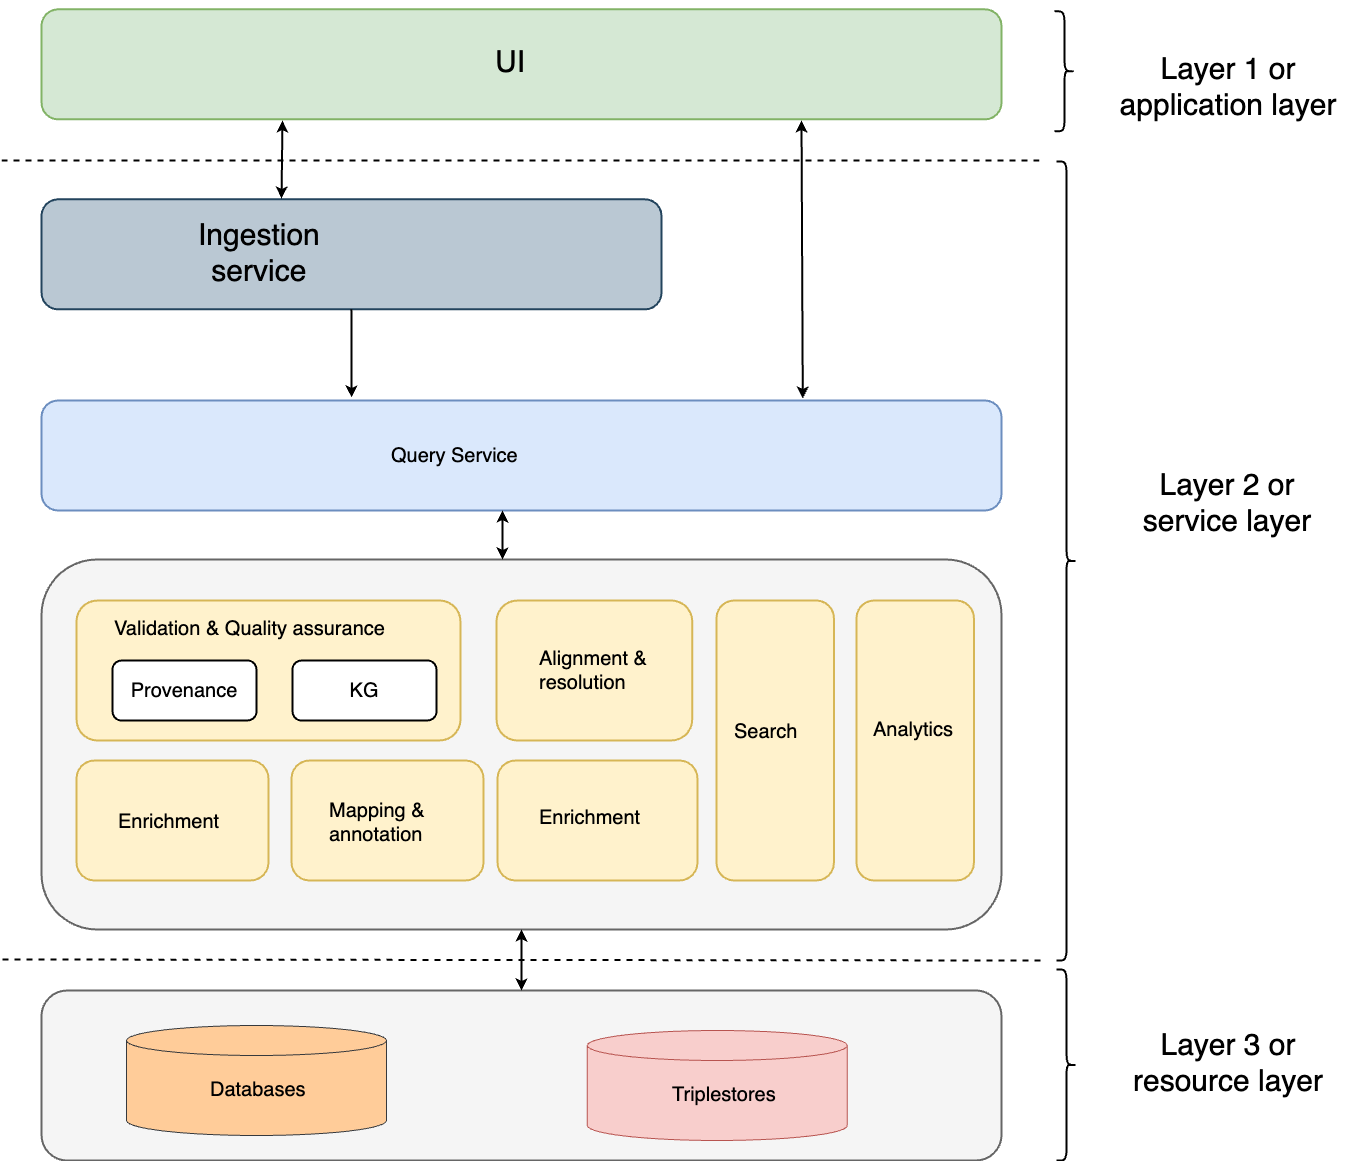 UI
Layer 1 or
application layer
Ingestion
service
Query Service
Layer 2 or
service layer
Validation & Quality assurance
Provenance
KG
Alignment &
resolution
Search
Analytics
Enrichment
Mapping &
annotation
Enrichment
Databases
Triplestores
Layer 3 or
resource layer